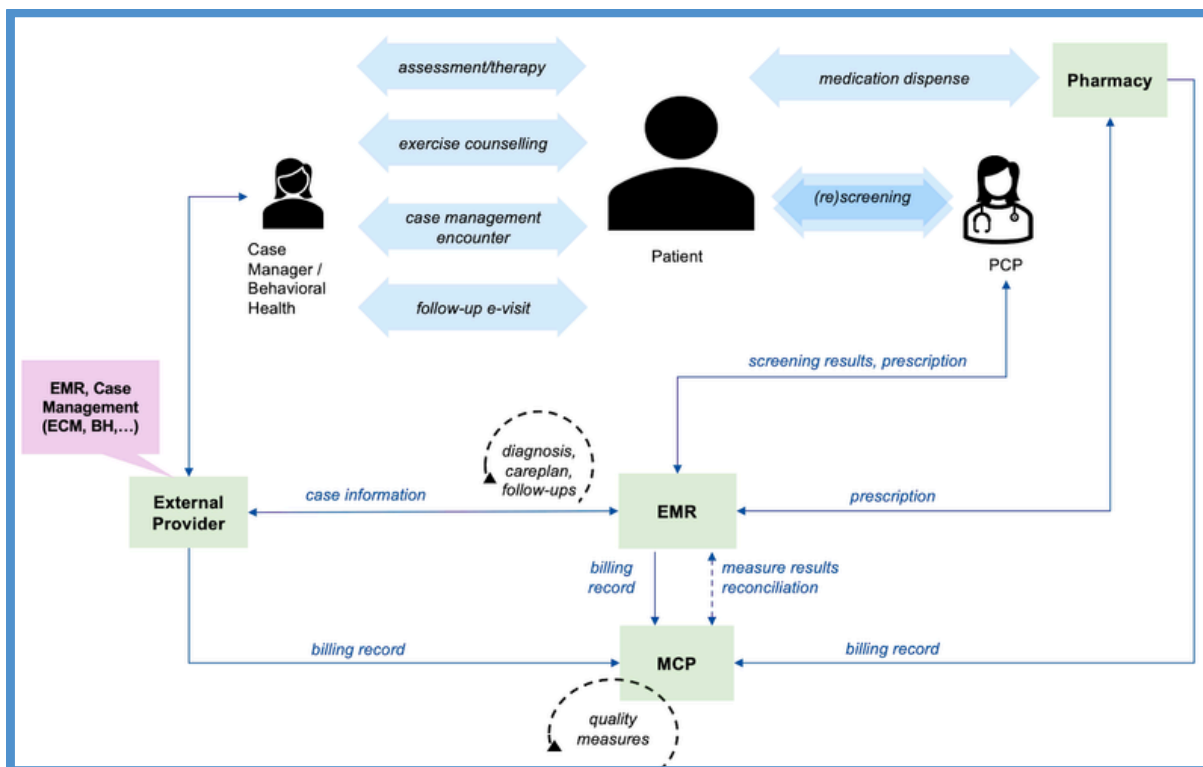 assessment/therapy
medication dispense
Pharmacy
exercise counselling
(re)screening
case management
encounter
Case
Manager /
Behavioral
Health
Patient
PCP
follow-up e-visit
screening results, prescription
EMR, Case
Management
(ECM, BH,...)
diagnosis,
careplan,
follow-ups
External
Provider
case information
EMR
prescription
billing
record
measure results
reconciliation
billing record
MCP
billing record
quality
measures